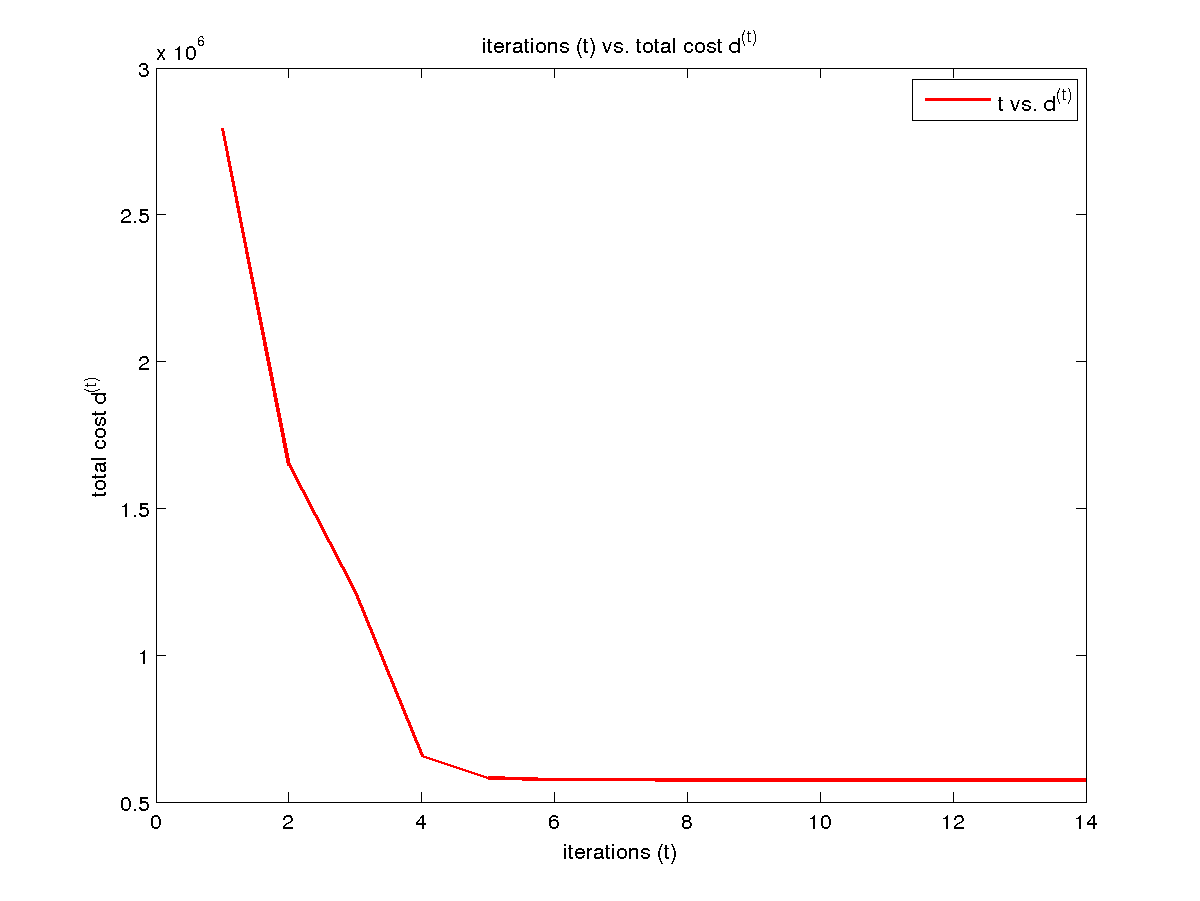 iterations (t) vs. total cost d^(t)
x 10^6
t vs. d^(t)
3
2.5
2
1.5
1
0.5
total cost d^(t)
0 2 4 6 8 10 12 14
iterations (t)